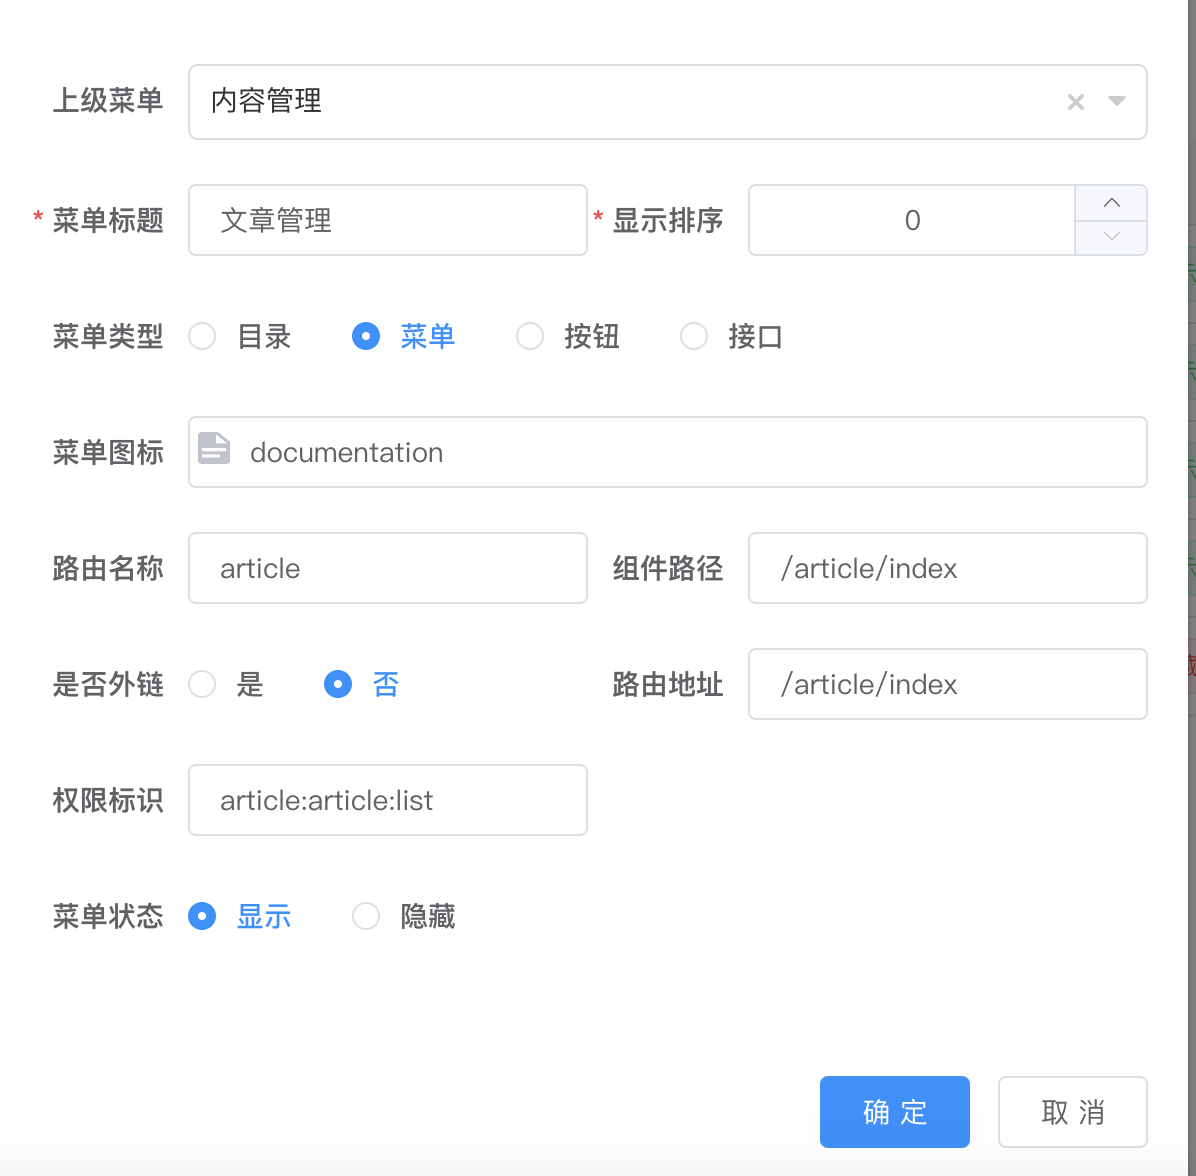 上级菜单 内容管理
* 菜单标题 文章管理 * 显示排序 0
菜单类型 目录 菜单 按钮 接口
菜单图标 documentation
路由名称 article 组件路径 /article/index
是否外链 是 否 路由地址 /article/index
权限标识 article:article:list
菜单状态 显示 隐藏
确 定 取 消